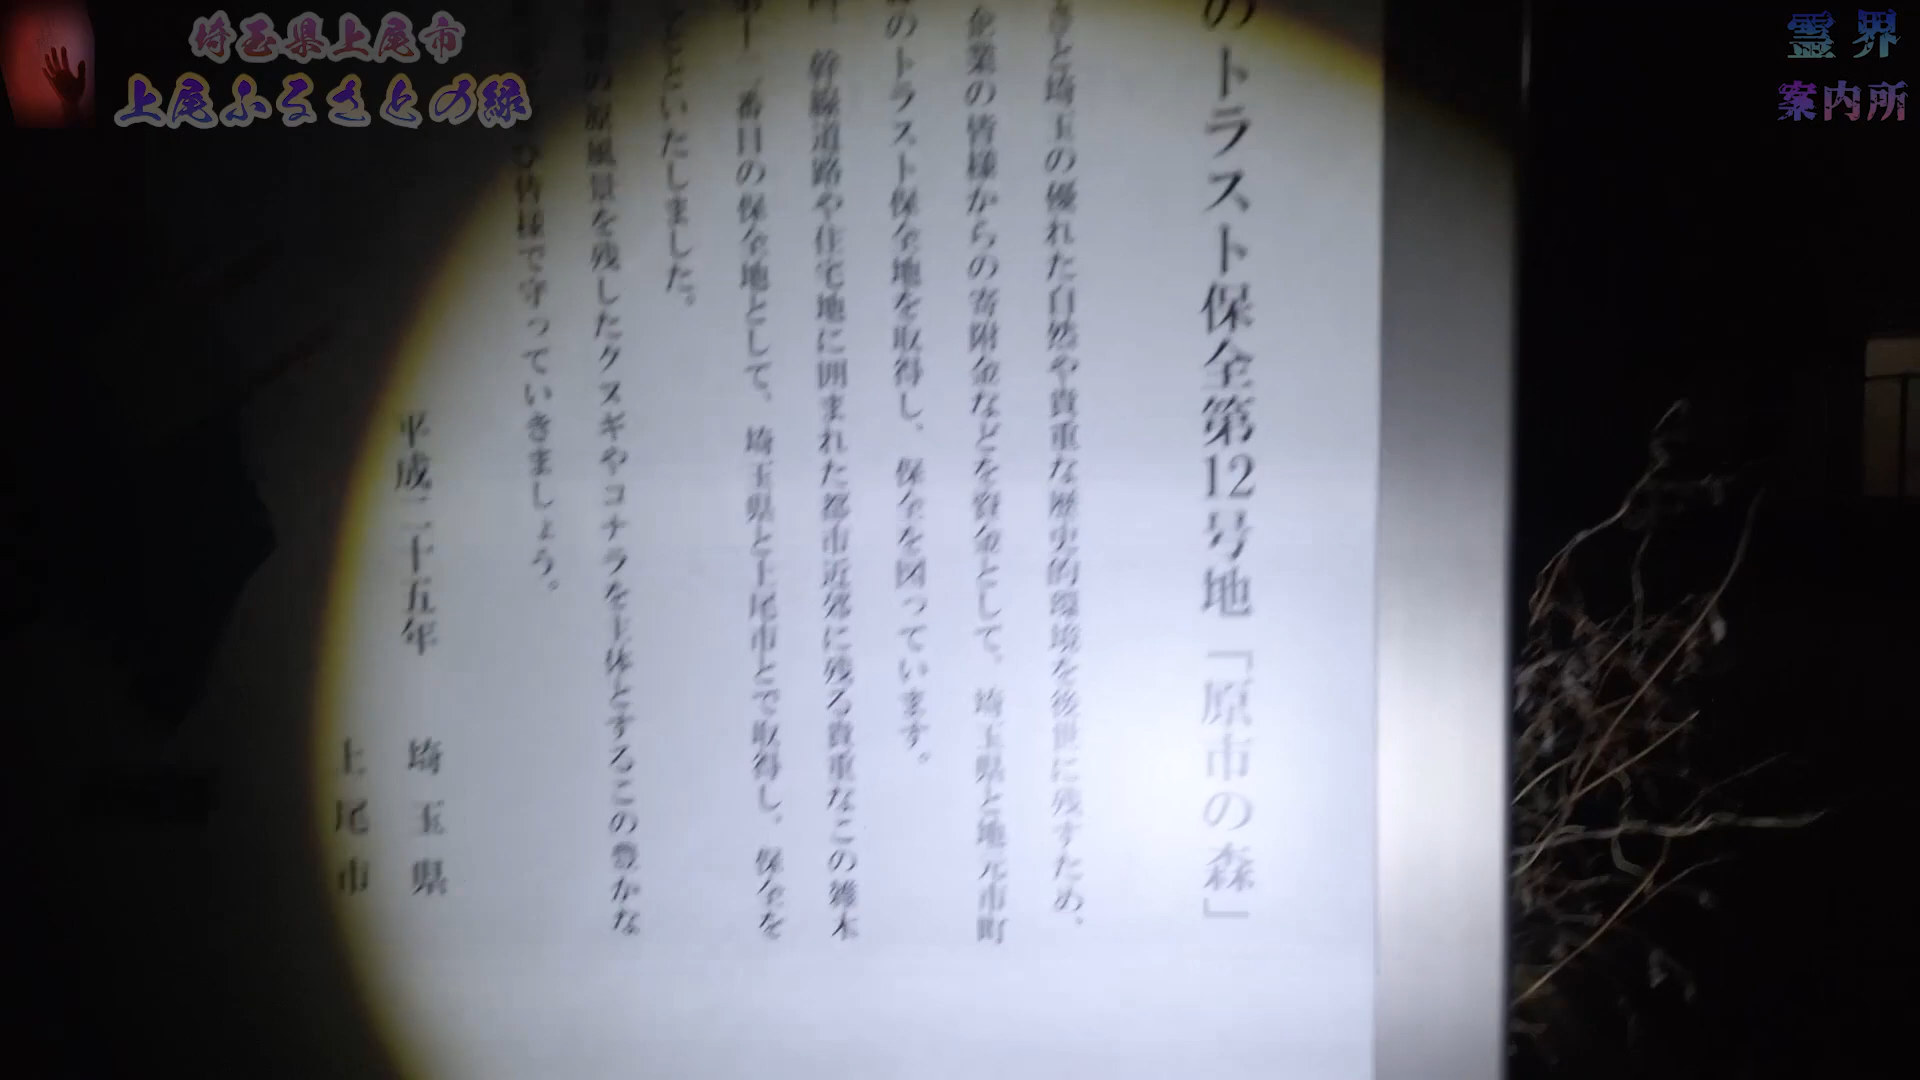 埼玉県上尾市
上尾ふるさとの緑
霊界
案内所
のトラスト保全第12号地「原市の森」
と埼玉の優れた自然や貴重な歴史的環境を後世に残すため、
企業の皆様からの寄附金などを資金として、埼玉県と地元市町
のトラスト保全地を取得し、保全を図っています。
幹線道路や住宅地に囲まれた都市近郊に残る貴重なこの雑木
番目の保全地として、埼玉県と上尾市とで取得し、保全を
といたしました。
の原風景を残したクヌギやコナラを主体とするこの豊かな
皆様で守っていきましょう。
平成二十五年
埼玉県
上尾市